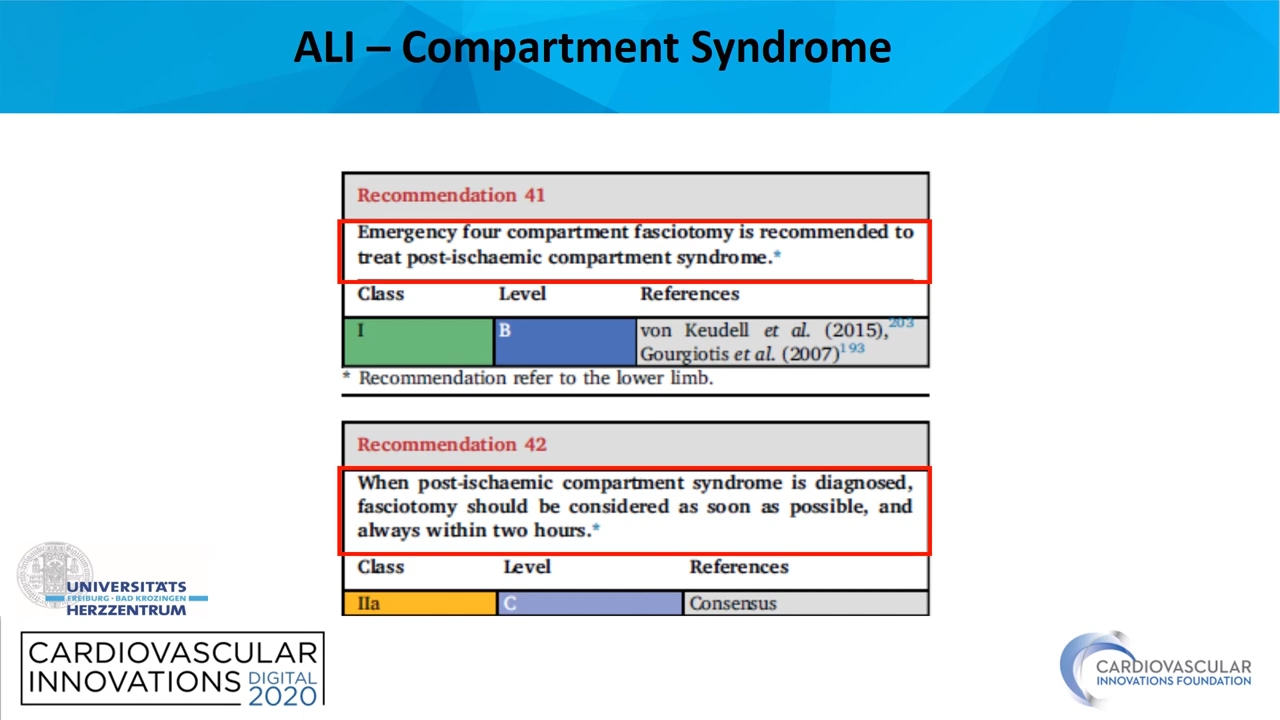 ALI – Compartment Syndrome
Recommendation 41
Emergency four compartment fasciotomy is recommended to
treat post-ischaemic compartment syndrome.*
Class Level References
I B von Keudell et al. (2015),203
Gourgiotis et al. (2007)193
* Recommendation refer to the lower limb.
Recommendation 42
When post-ischaemic compartment syndrome is diagnosed,
fasciotomy should be considered as soon as possible, and
always within two hours.*
Class Level References
IIa C Consensus
UNIVERSITÄTS
FREIBURG · BAD KROZINGEN
HERZZENTRUM
CARDIOVASCULAR
INNOVATIONS DIGITAL
2020
CARDIOVASCULAR
INNOVATIONS FOUNDATION